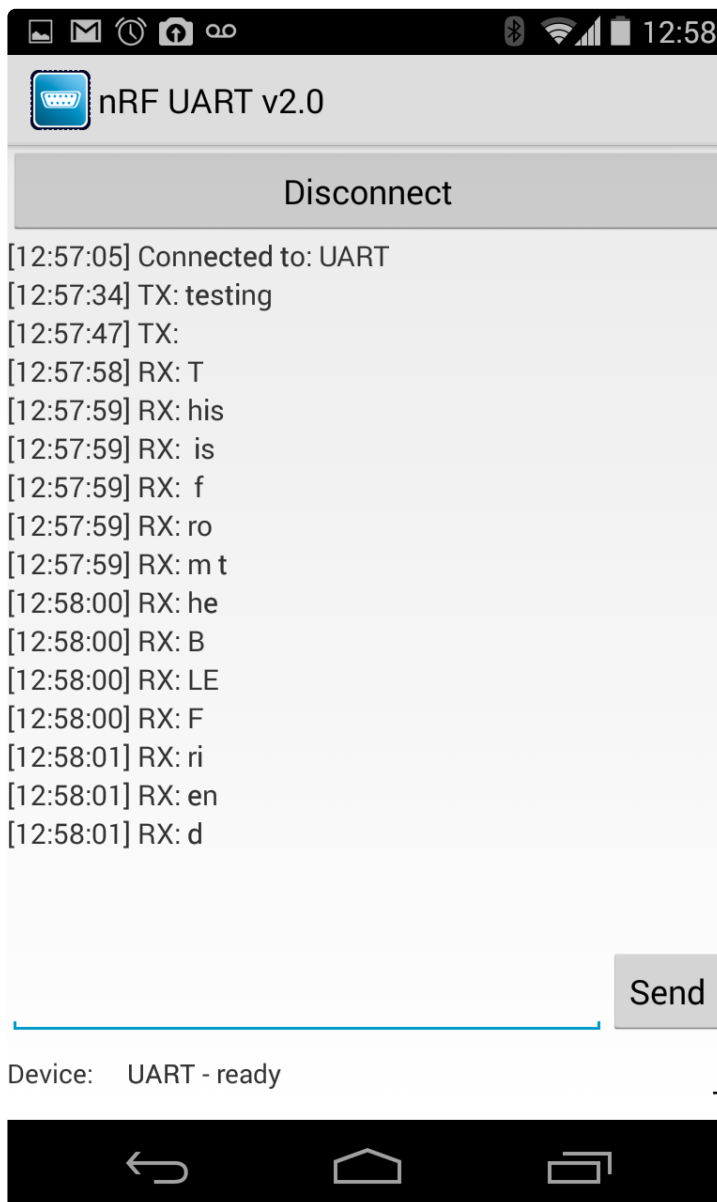 12:58
nRF UART v2.0
Disconnect
[12:57:05] Connected to: UART
[12:57:34] TX: testing
[12:57:47] TX:
[12:57:58] RX: T
[12:57:59] RX: his
[12:57:59] RX:  is
[12:57:59] RX:  f
[12:57:59] RX: ro
[12:57:59] RX: m t
[12:58:00] RX: he
[12:58:00] RX: B
[12:58:00] RX: LE
[12:58:00] RX: F
[12:58:01] RX: ri
[12:58:01] RX: en
[12:58:01] RX: d
Send
Device: UART - ready